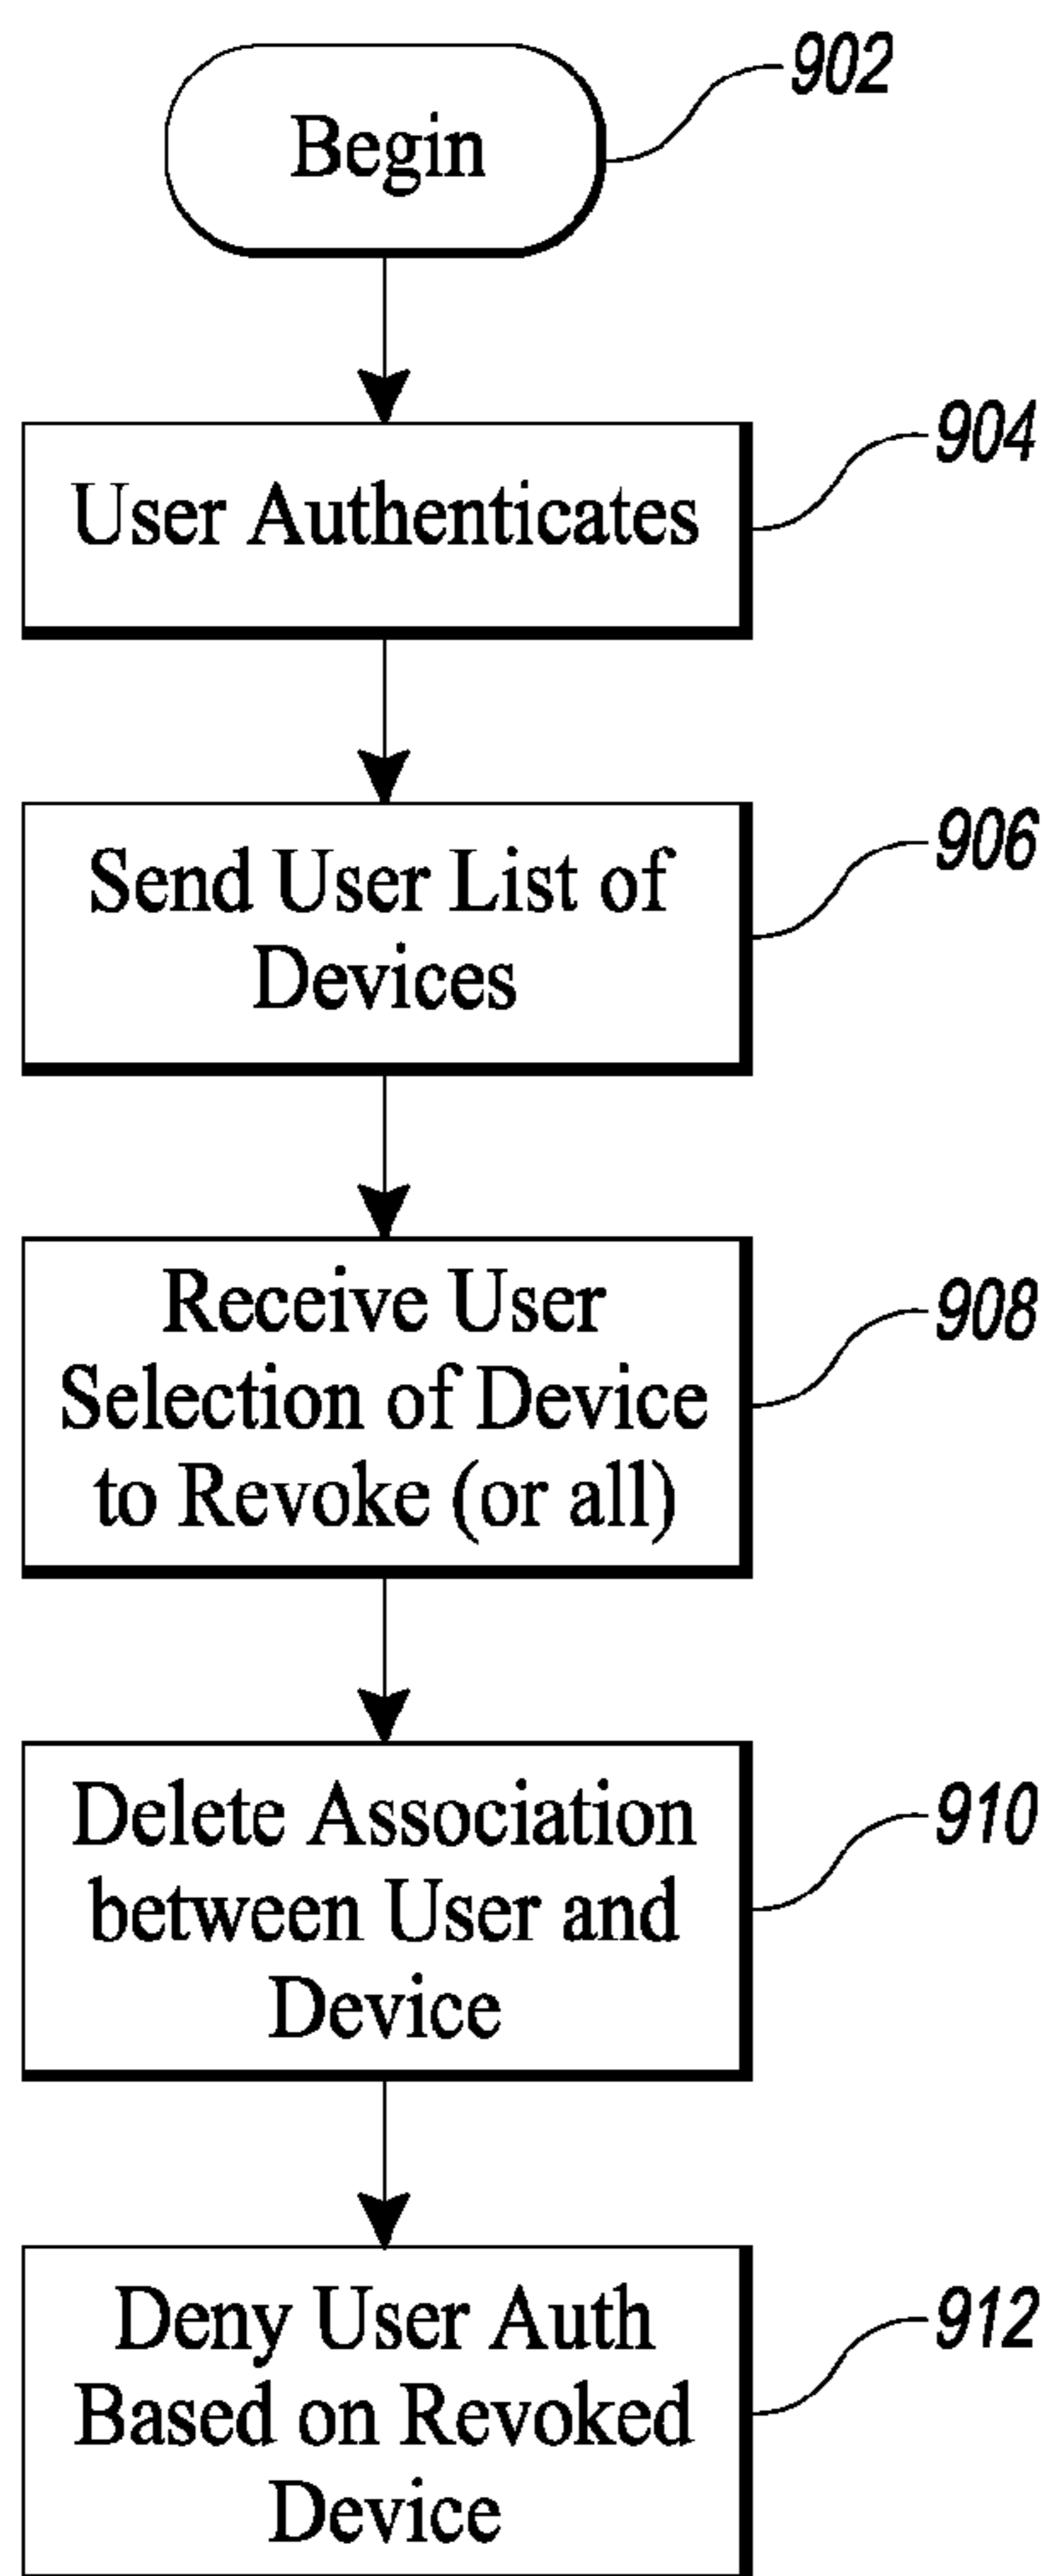 Begin
902
User Authenticates
904
Send User List of
Devices
906
Receive User
Selection of Device
to Revoke (or all)
908
Delete Association
between User and
Device
910
Deny User Auth
Based on Revoked
Device
912